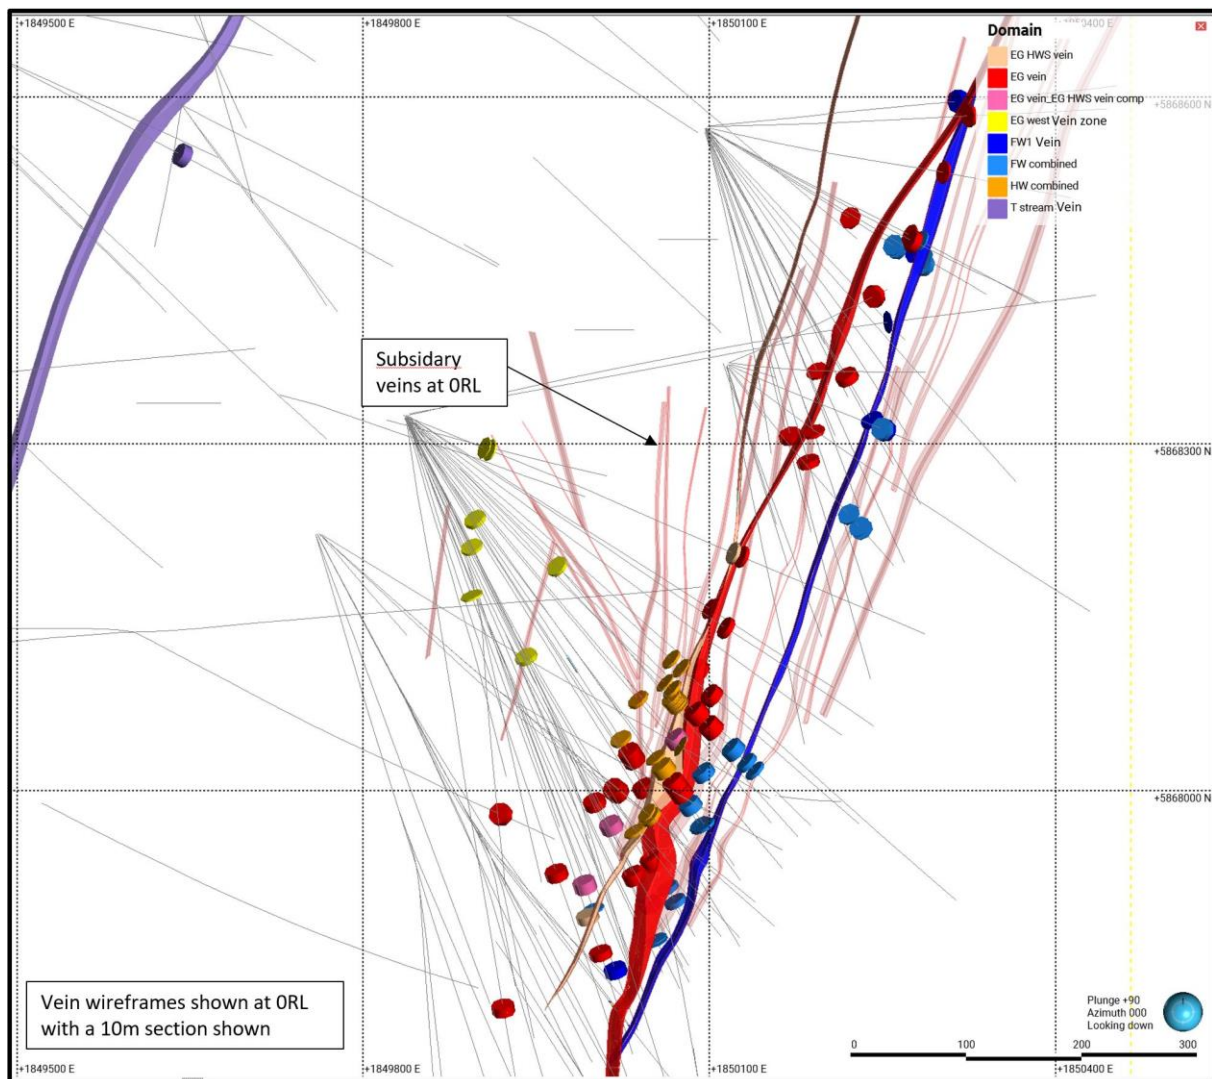 +1849500 E
+1849800 E
+1850100 E
Domain
EG HWS vein
EG vein
EG vein_EG HWS vein comp
EG west Vein zone
FW1 Vein
FW combined
HW combined
T stream Vein
+5868600 N
Subsidary
veins at 0RL
+5868300 N
+5868000 N
Vein wireframes shown at 0RL
with a 10m section shown
Plunge +90
Azimuth 000
Looking down
0
100
200
300
+1849500 E
+1849800 E
+1850100 E
+1850400 E